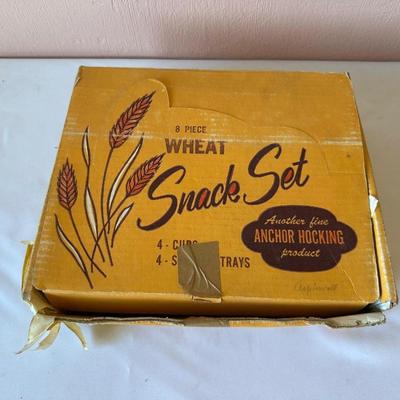 8 PIECE
WHEAT
Snack Set
4 - CUPS
4 - TRAYS
Another fine
ANCHOR HOCKING
product